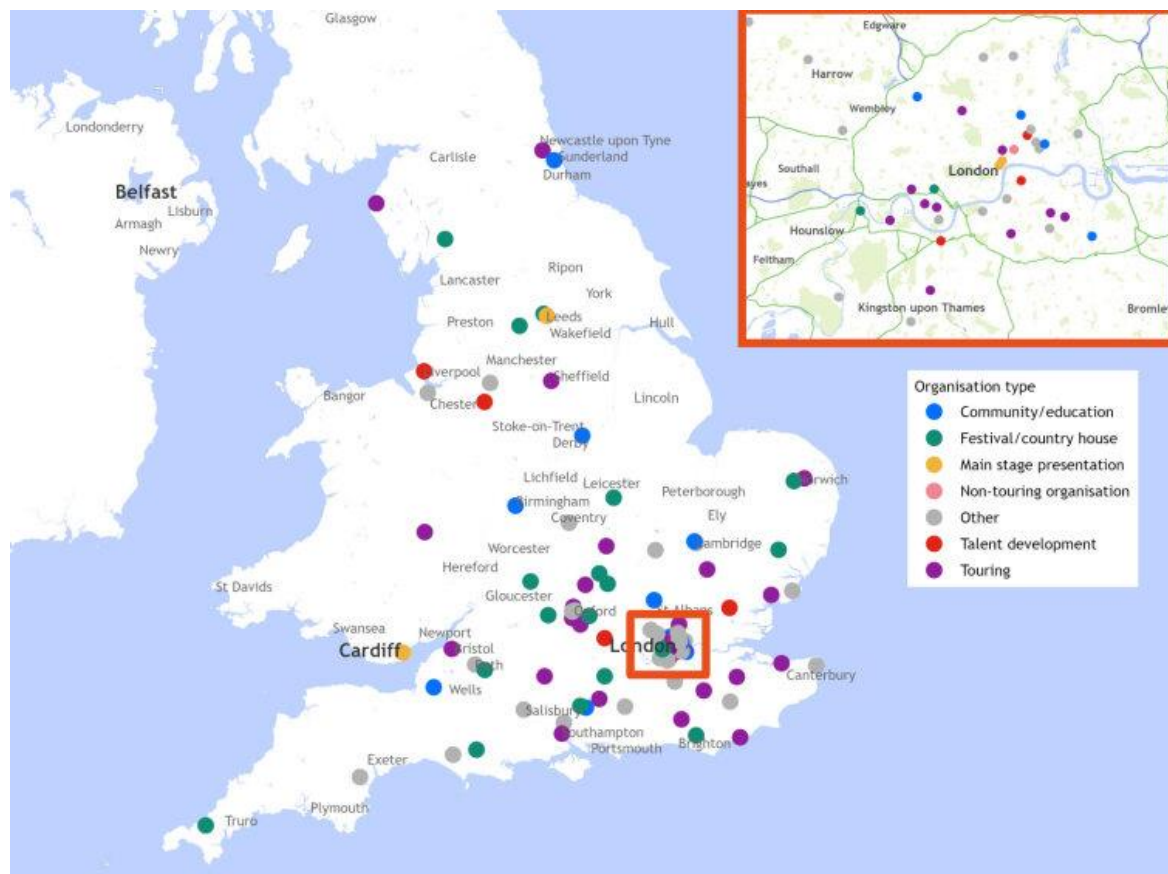 Glasgow
Edgware
Harrow
Wembley
Londonderry
Newcastle upon Tyne
Carlisle
Sunderland
Durham
London
Southall
Belfast
Lisburn
Armagh
Hounslow
Newry
Feltham
Ripon
Lancaster
York
Kingston upon Thames
Preston
Leeds
Hull
Wakefield
Manchester
Sheffield
Bangor
Chester
Lincoln
Organisation type
Community/education
Stoke-on-Trent
Derby
Festival/country house
Main stage presentation
Lichfield
Leicester
Peterborough
Non-touring organisation
Birmingham
Ely
Other
Coventry
Talent development
Worcester
Touring
Hereford
St Davids
Gloucester
Oxford
St Albans
Swansea
Newport
Cardiff
London
Bristol
Bath
Canterbury
Wells
Salisbury
Southampton
Portsmouth
Brighton
Exeter
Plymouth
Truro